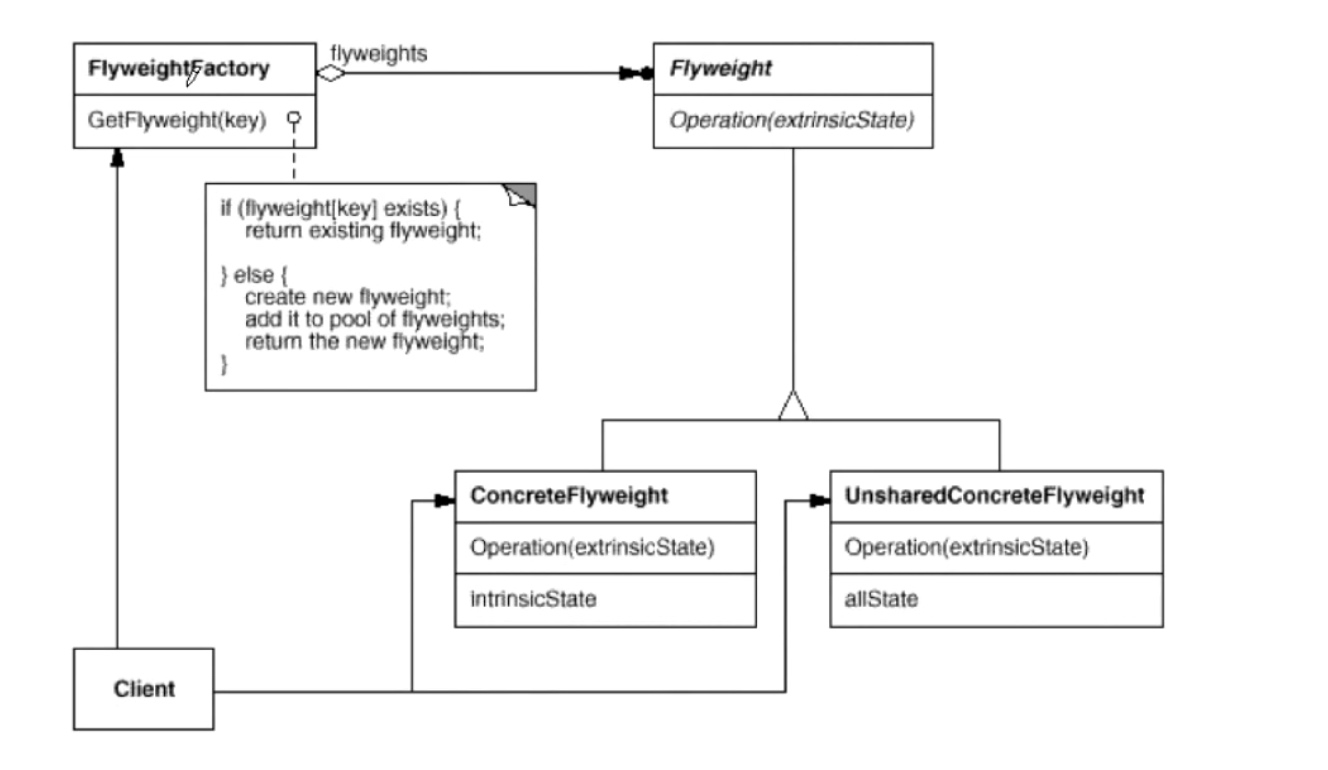 flyweights
FlyweightFactory
Flyweight
GetFlyweight(key)
Operation(extrinsicState)
if (flyweight[key] exists) {
return existing flyweight;
} else {
create new flyweight;
add it to pool of flyweights;
return the new flyweight;
}
ConcreteFlyweight
UnsharedConcreteFlyweight
Operation(extrinsicState)
Operation(extrinsicState)
intrinsicState
allState
Client